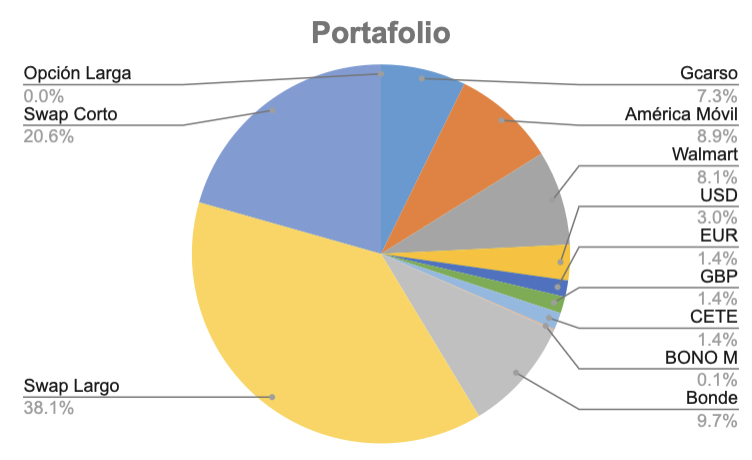 Portafolio
Opción Larga
0.0%
Swap Corto
20.6%
Swap Largo
38.1%
Gcarso
7.3%
América Móvil
8.9%
Walmart
8.1%
USD
3.0%
EUR
1.4%
GBP
1.4%
CETE
1.4%
BONO M
0.1%
Bonde
9.7%